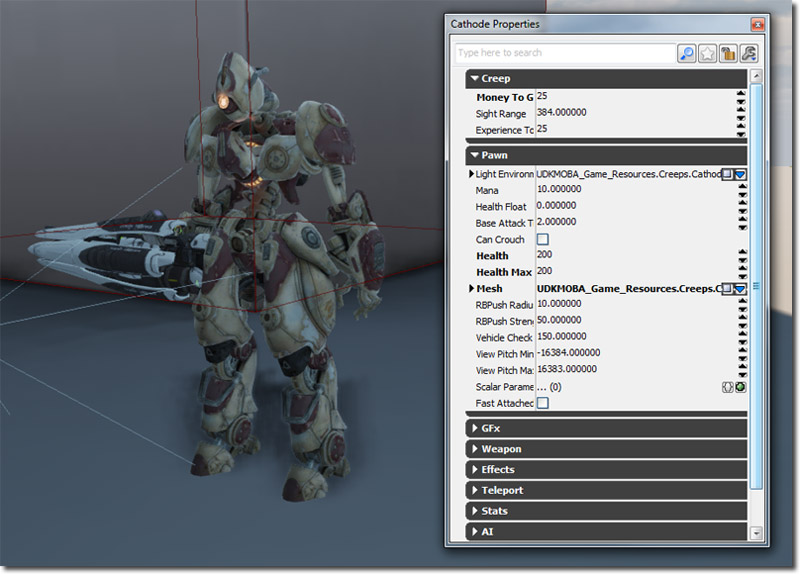 Cathode Properties
Type here to search
Creep
Money To G 25
Sight Range 384.000000
Experience To 25
Pawn
Light Environm UDKMOBA_Game_Resources.Creeps.Cathod
Mana 10.000000
Health Float 0.000000
Base Attack T 2.000000
Can Crouch
Health 200
Health Max 200
Mesh UDKMOBA_Game_Resources.Creeps.C
RBPush Radiu 10.000000
RBPush Stren 50.000000
Vehicle Check 150.000000
View Pitch Min -16384.000000
View Pitch Max 16383.000000
Scalar Parame ... (0)
Fast Attached
GFx
Weapon
Effects
Teleport
Stats
AI